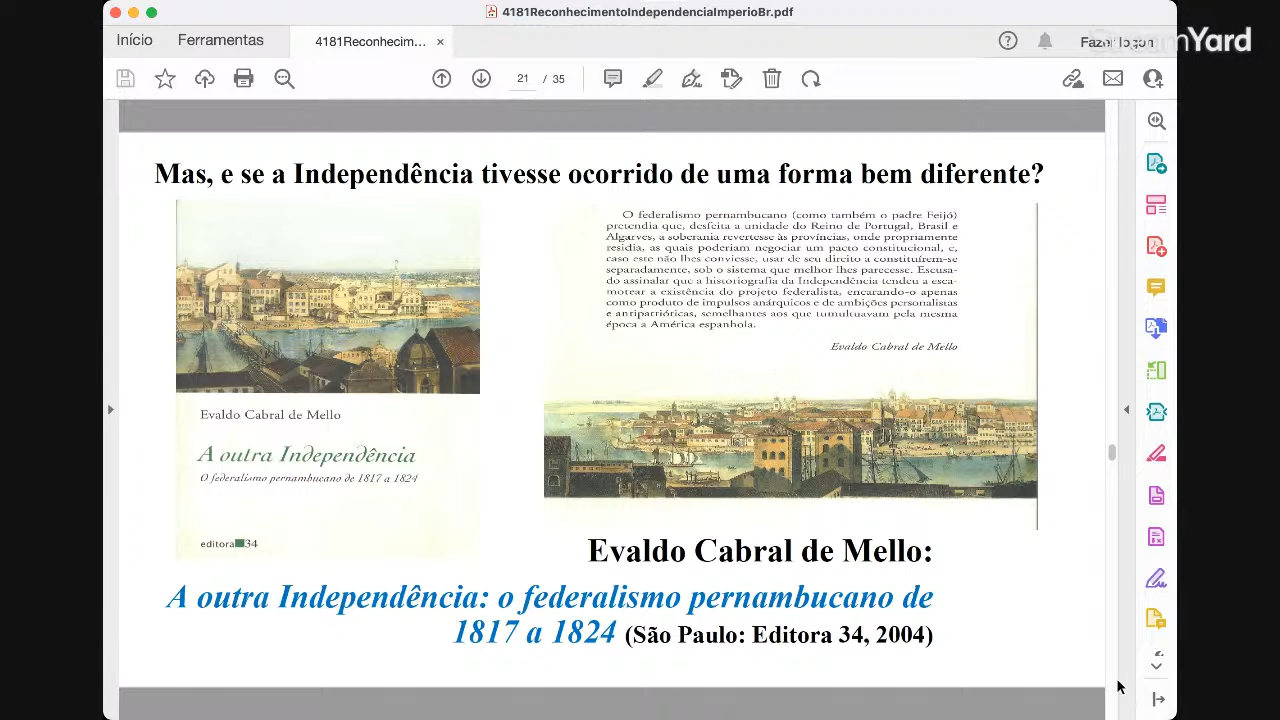 4181ReconhecimentoIndependenciaImperioBr.pdf
Início
Ferramentas
4181Reconhecim...
Fazer logon
21 / 35
Mas, e se a Independência tivesse ocorrido de uma forma bem diferente?
Evaldo Cabral de Mello
A outra Independência
O federalismo pernambucano de 1817 a 1824
editora 34
O federalismo pernambucano (como também o padre Feijó)
pretendia que, desfeita a unidade do Reino de Portugal, Brasil e
Algarves, a soberania revertesse às províncias, onde propriamente
residia, as quais poderiam negociar um pacto constitucional, e,
caso este não lhes conviesse, usar de seu direito a constituírem-se
separadamente, sob o sistema que melhor lhes parecesse. Escusa-
do assinalar que a historiografia da Independência tendeu a esca-
motear a existência do projeto federalista, encarando-o apenas
como produto de impulsos anárquicos e de ambições personalistas
e antipatrióticas, semelhantes aos que tumultuavam pela mesma
época a América espanhola.
Evaldo Cabral de Mello
Evaldo Cabral de Mello:
A outra Independência: o federalismo pernambucano de
1817 a 1824 (São Paulo: Editora 34, 2004)